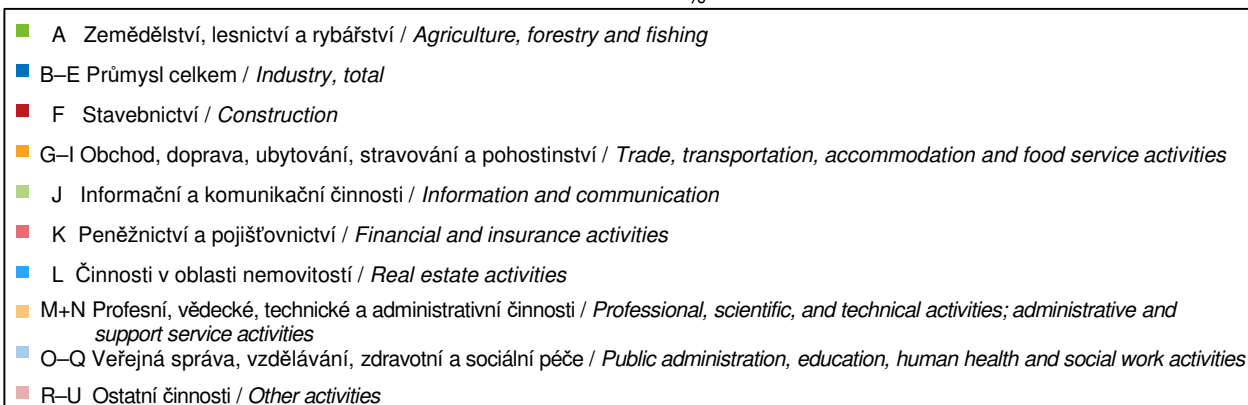 %
A Zemědělství, lesnictví a rybářství / Agriculture, forestry and fishing
B–E Průmysl celkem / Industry, total
F Stavebnictví / Construction
G–I Obchod, doprava, ubytování, stravování a pohostinství / Trade, transportation, accommodation and food service activities
J Informační a komunikační činnosti / Information and communication
K Peněžnictví a pojišťovnictví / Financial and insurance activities
L Činnosti v oblasti nemovitostí / Real estate activities
M+N Profesní, vědecké, technické a administrativní činnosti / Professional, scientific, and technical activities; administrative and
support service activities
O–Q Veřejná správa, vzdělávání, zdravotní a sociální péče / Public administration, education, human health and social work activities
R–U Ostatní činnosti / Other activities